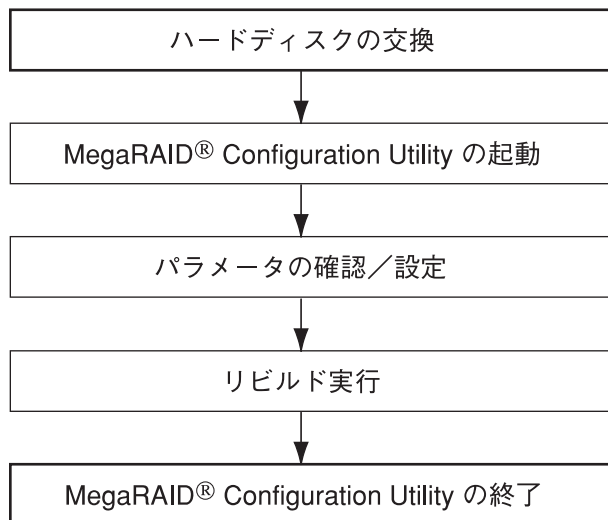 ハードディスクの交換
MegaRAID® Configuration Utility の起動
パラメータの確認／設定
リビルド実行
MegaRAID® Configuration Utility の終了